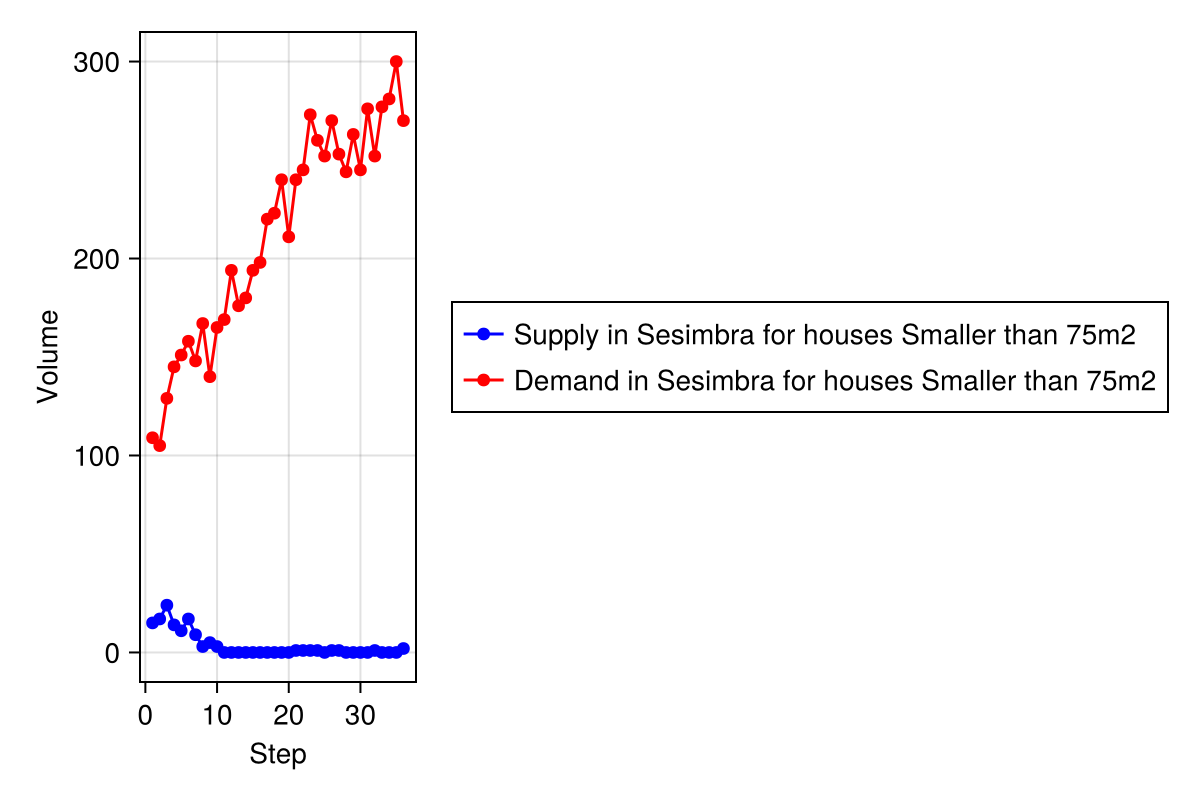 300
200
100
0
Volume
0 10 20 30
Step
Supply in Sesimbra for houses Smaller than 75m2
Demand in Sesimbra for houses Smaller than 75m2